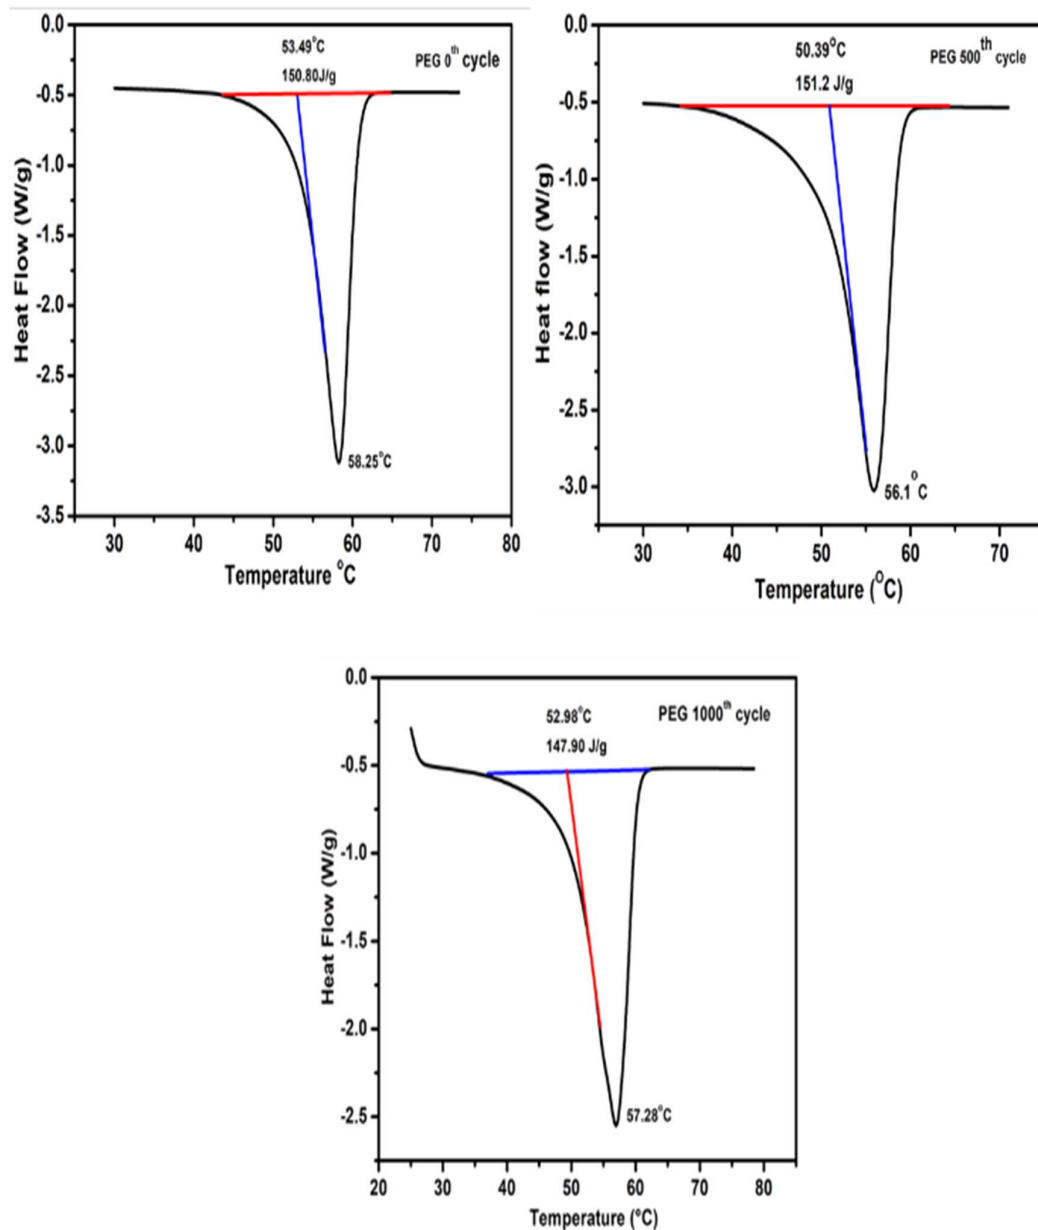 0.0
-0.5
-1.0
-1.5
-2.0
-2.5
-3.0
-3.5
Heat Flow (W/g)
53.49°C
150.80J/g
PEG 0th cycle
58.25°C
30 40 50 60 70 80
Temperature °C
0.0
-0.5
-1.0
-1.5
-2.0
-2.5
-3.0
Heat flow (W/g)
50.39°C
151.2 J/g
PEG 500th cycle
56.1°C
30 40 50 60 70
Temperature (°C)
0.0
-0.5
-1.0
-1.5
-2.0
-2.5
Heat Flow (W/g)
52.98°C
147.90 J/g
PEG 1000th cycle
57.28°C
20 30 40 50 60 70 80
Temperature (°C)